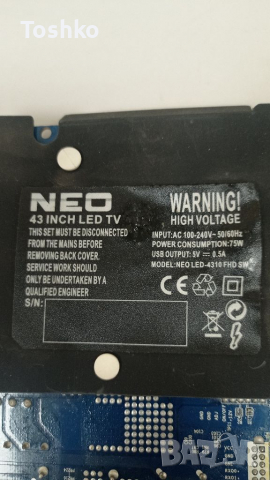 Toshko
NEO
43 INCH LED TV
THIS SET MUST BE DISCONNECTED
FROM THE MAINS BEFORE
REMOVING BACK COVER.
SERVICE WORK SHOULD
ONLY BE UNDERTAKEN BY A
QUALIFIED ENGINEER
S/N:
WARNING!
HIGH VOLTAGE
INPUT:AC 100-240V~ 50/60Hz
POWER CONSUMPTION:75W
USB OUTPUT: 5V ⎓ 0.5A
MODEL:NEO LED-4310 FHD SW
CE
BAZAR